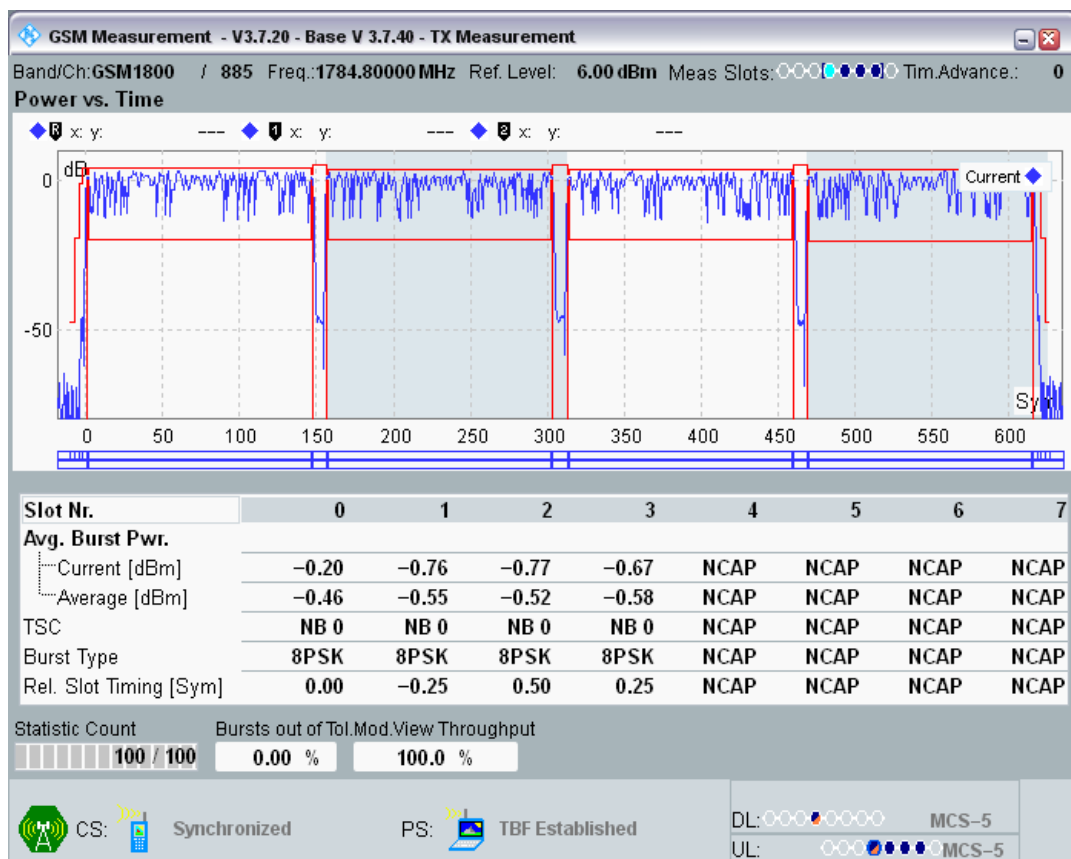 GSM Measurement - V3.7.20 - Base V 3.7.40 - TX Measurement
Band/Ch:GSM1800 / 885 Freq.:1784.80000MHz Ref. Level: 6.00dBm Meas Slots: Tim.Advance.: 0
Power vs. Time
R x: y: --- 1 x: y: --- 2 x: y: ---
dB
Current
0
-50
0 50 100 150 200 250 300 350 400 450 500 550 600
Slot Nr. 0 1 2 3 4 5 6 7
Avg. Burst Pwr.
Current [dBm] −0.20 −0.76 −0.77 −0.67 NCAP NCAP NCAP NCAP
Average [dBm] −0.46 −0.55 −0.52 −0.58 NCAP NCAP NCAP NCAP
TSC NB 0 NB 0 NB 0 NB 0 NCAP NCAP NCAP NCAP
Burst Type 8PSK 8PSK 8PSK 8PSK NCAP NCAP NCAP NCAP
Rel. Slot Timing [Sym] 0.00 −0.25 0.50 0.25 NCAP NCAP NCAP NCAP
Statistic Count Bursts out of Tol. Mod.View Throughput
100 / 100 0.00 % 100.0 %
CS: Synchronized PS: TBF Established
DL: MCS−5
UL: MCS−5